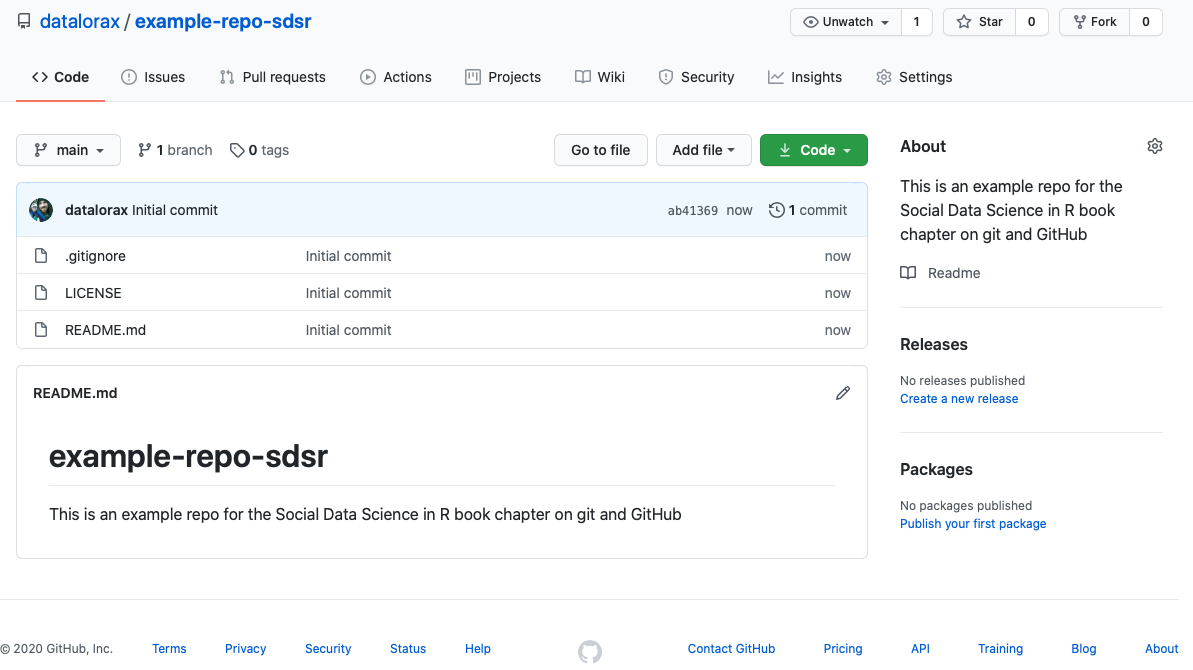 datalorax / example-repo-sdsr
Unwatch 1 Star 0 Fork 0
Code Issues Pull requests Actions Projects Wiki Security Insights Settings
main 1 branch 0 tags Go to file Add file Code
datalorax Initial commit ab41369 now 1 commit
.gitignore Initial commit now
LICENSE Initial commit now
README.md Initial commit now
README.md
example-repo-sdsr
This is an example repo for the Social Data Science in R book chapter on git and GitHub
About
This is an example repo for the
Social Data Science in R book
chapter on git and GitHub
Readme
Releases
No releases published
Create a new release
Packages
No packages published
Publish your first package
© 2020 GitHub, Inc. Terms Privacy Security Status Help Contact GitHub Pricing API Training Blog About